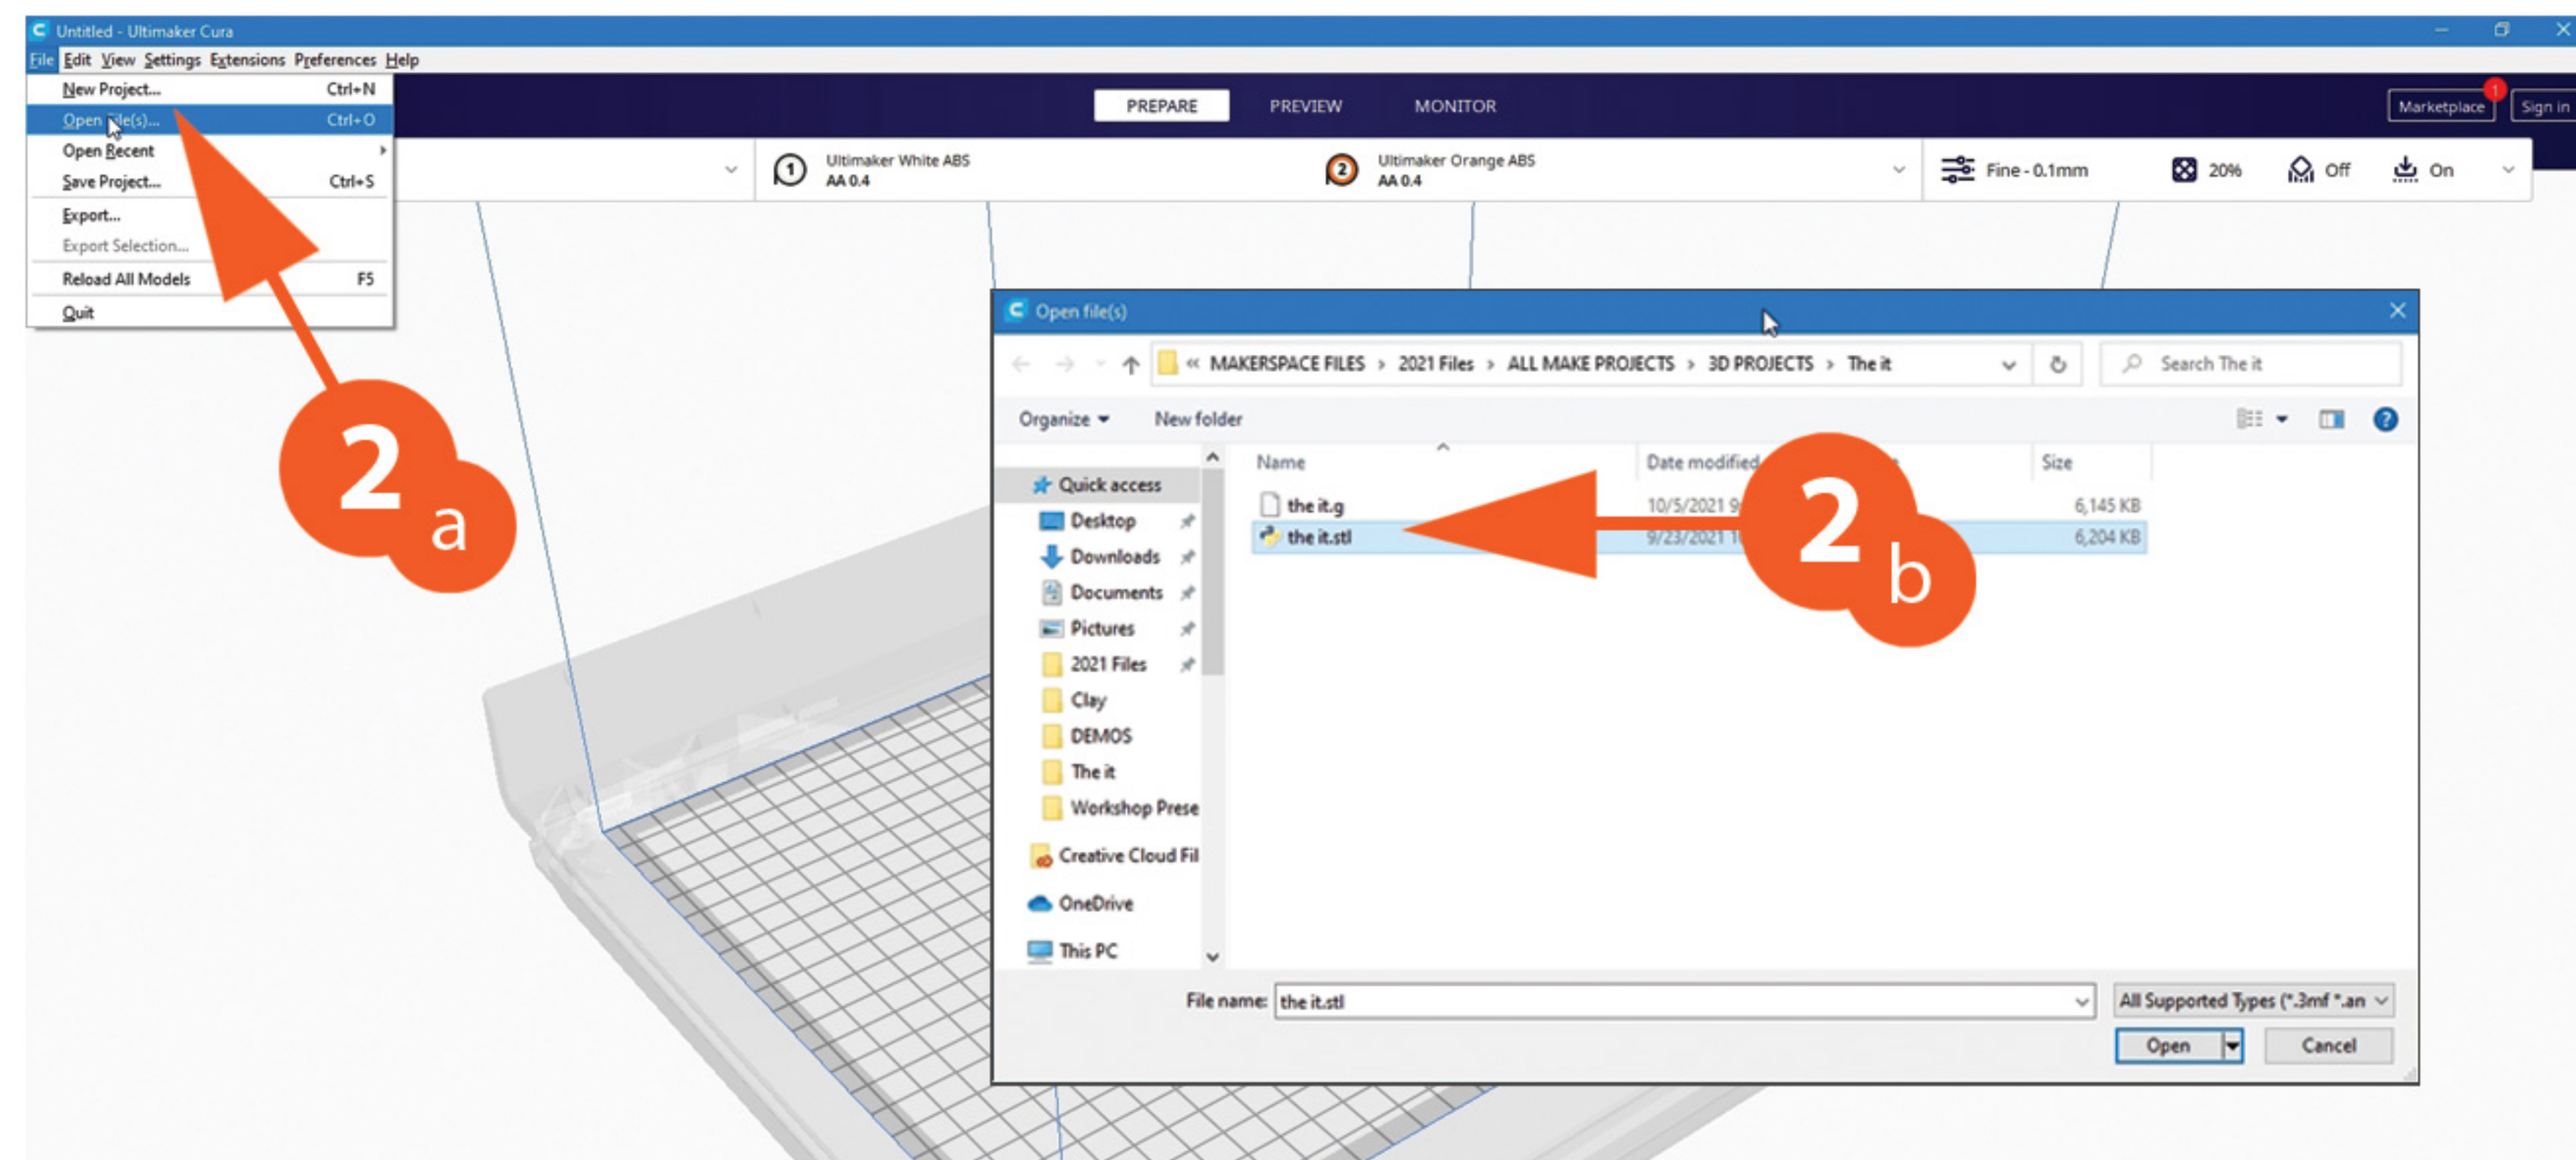 Untitled - Ultimaker Cura
File Edit View Settings Extensions Preferences Help
New Project... Ctrl+N
Open File(s)... Ctrl+O
Open Recent
Save Project... Ctrl+S
Export...
Export Selection...
Reload All Models F5
Quit
PREPARE PREVIEW MONITOR
Marketplace 1 Sign in
1 Ultimaker White ABS
AA 0.4
2 Ultimaker Orange ABS
AA 0.4
Fine - 0.1mm 20% Off On
2 a
Open file(s)
« MAKERSPACE FILES › 2021 Files › ALL MAKE PROJECTS › 3D PROJECTS › The it
Search The it
Organize New folder
Name Date modified Size
the it.g 10/5/2021 6,145 KB
the it.stl 9/23/2021 6,204 KB
2 b
Quick access
Desktop
Downloads
Documents
Pictures
2021 Files
Clay
DEMOS
The it
Workshop Prese
Creative Cloud Fil
OneDrive
This PC
File name: the it.stl
All Supported Types (*.3mf *.an
Open Cancel